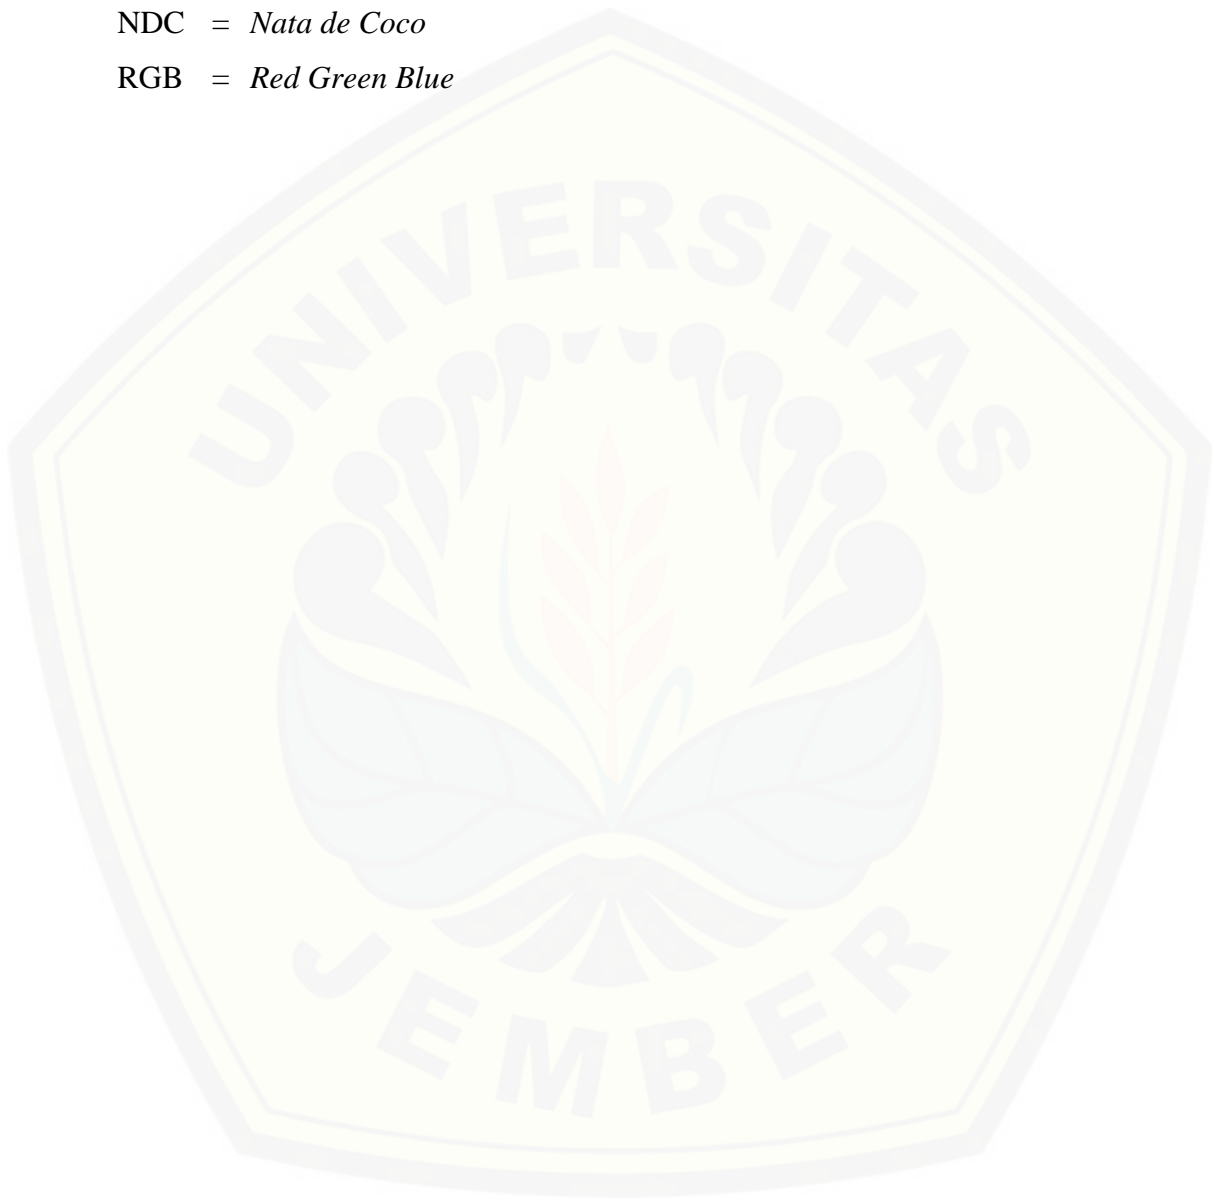 NDC = Nata de Coco
RGB = Red Green Blue
UNIVERSITAS
JEMBER